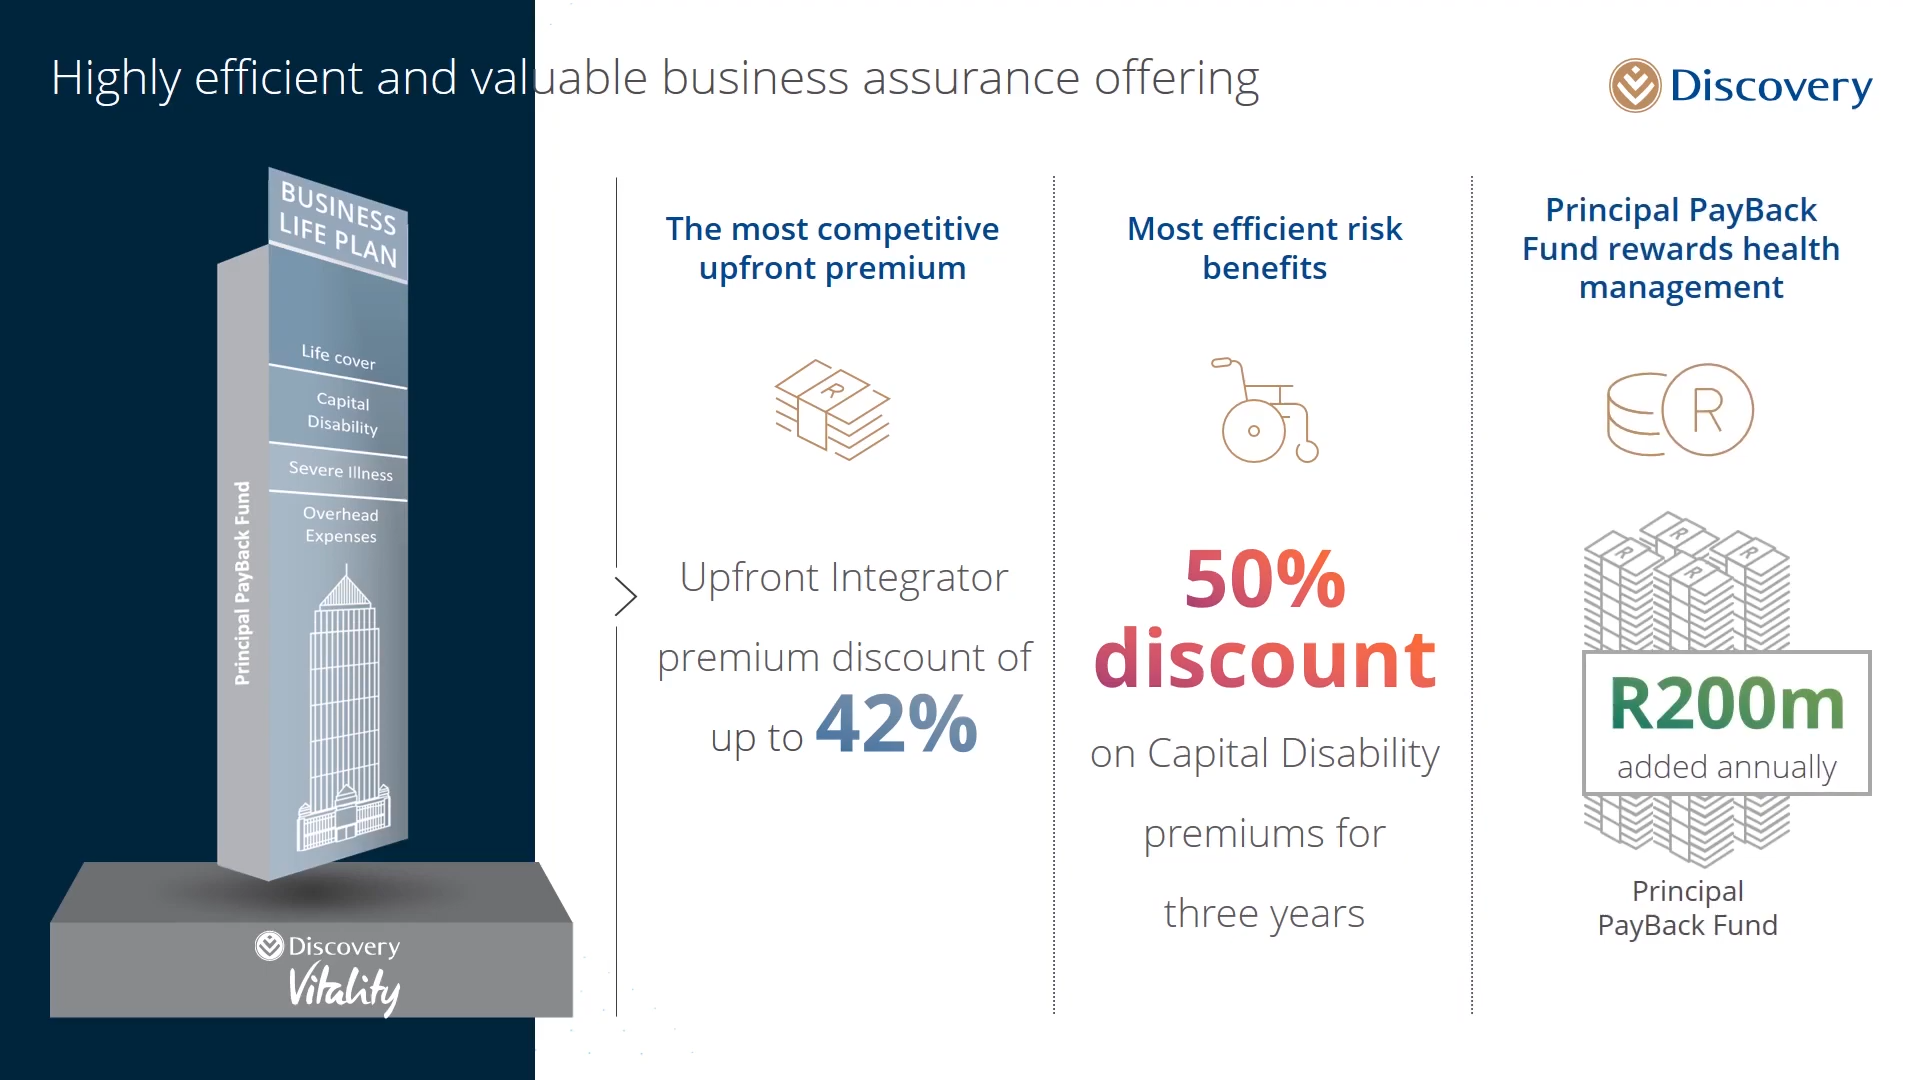 Highly efficient and valuable business assurance offering
Discovery
BUSINESS
LIFE PLAN
Life cover
Capital
Disability
Severe Illness
Overhead
Expenses
Principal PayBack Fund
Discovery
Vitality
The most competitive
upfront premium
R
Upfront Integrator
premium discount of
up to 42%
Most efficient risk
benefits
50%
discount
on Capital Disability
premiums for
three years
Principal PayBack
Fund rewards health
management
R
R
R
R
R
R200m
added annually
Principal
PayBack Fund